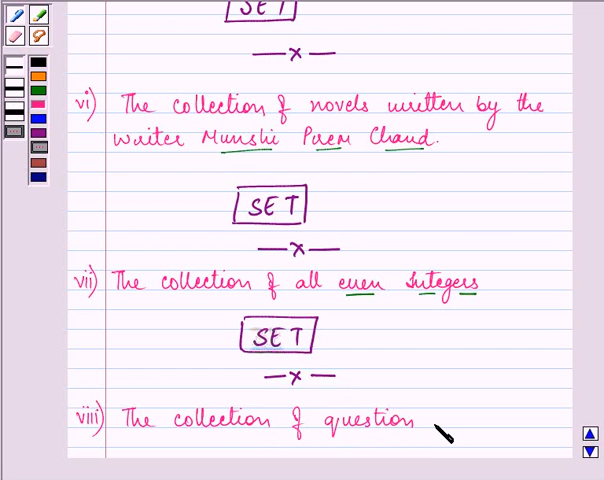 SET
— x —
vi) The collection of novels written by the
writer Munshi Prem Chand.
SET
— x —
vii) The collection of all even Integers
SET
— x —
viii) The collection of question